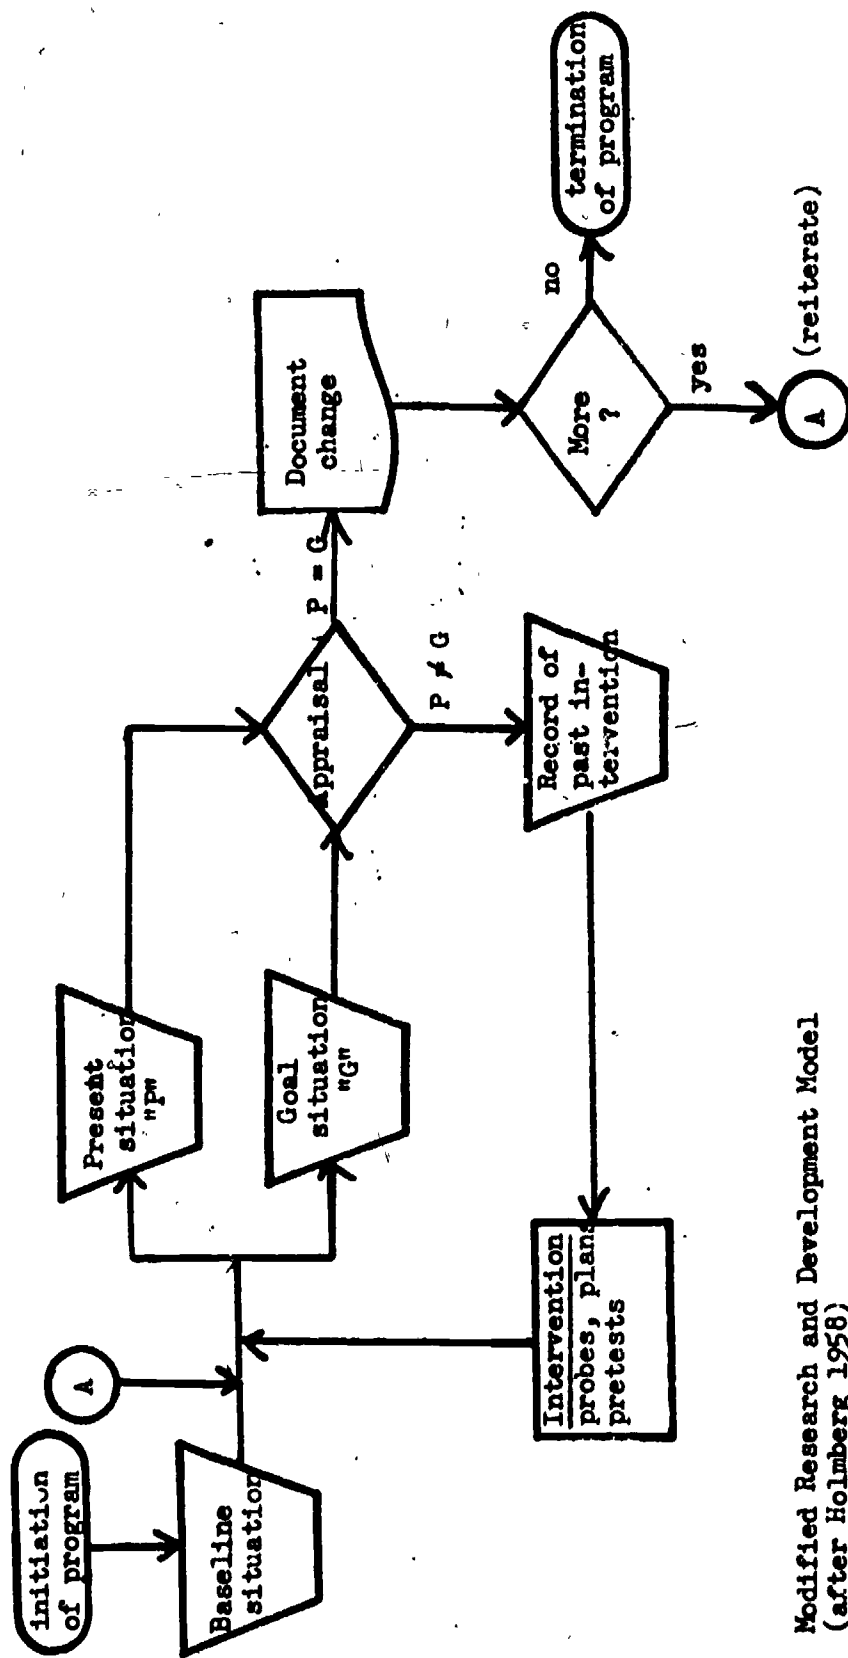 initiation
of program
A
Baseline
situation
Present
situation
"P"
Goal
situation
"G"
Appraisal
P = G
P ≠ G
Document
change
More
?
no
termination
of program
yes
A
(reiterate)
Record of
past in-
tervention
Intervention
probes, plans
pretests
Modified Research and Development Model
(after Holmberg 1958)